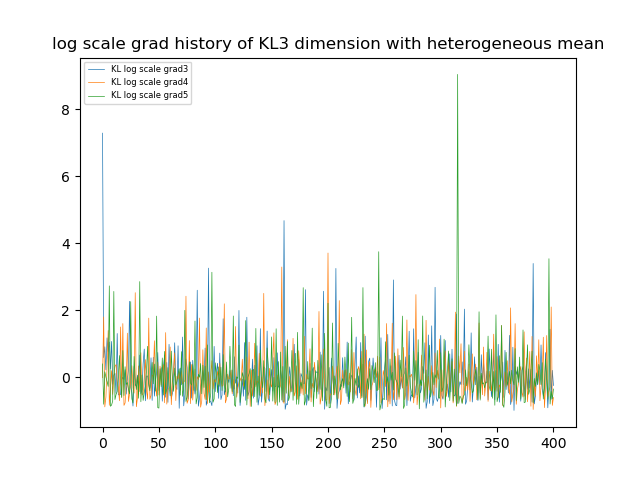 log scale grad history of KL3 dimension with heterogeneous mean
KL log scale grad3
KL log scale grad4
KL log scale grad5
8
6
4
2
0
0 50 100 150 200 250 300 350 400